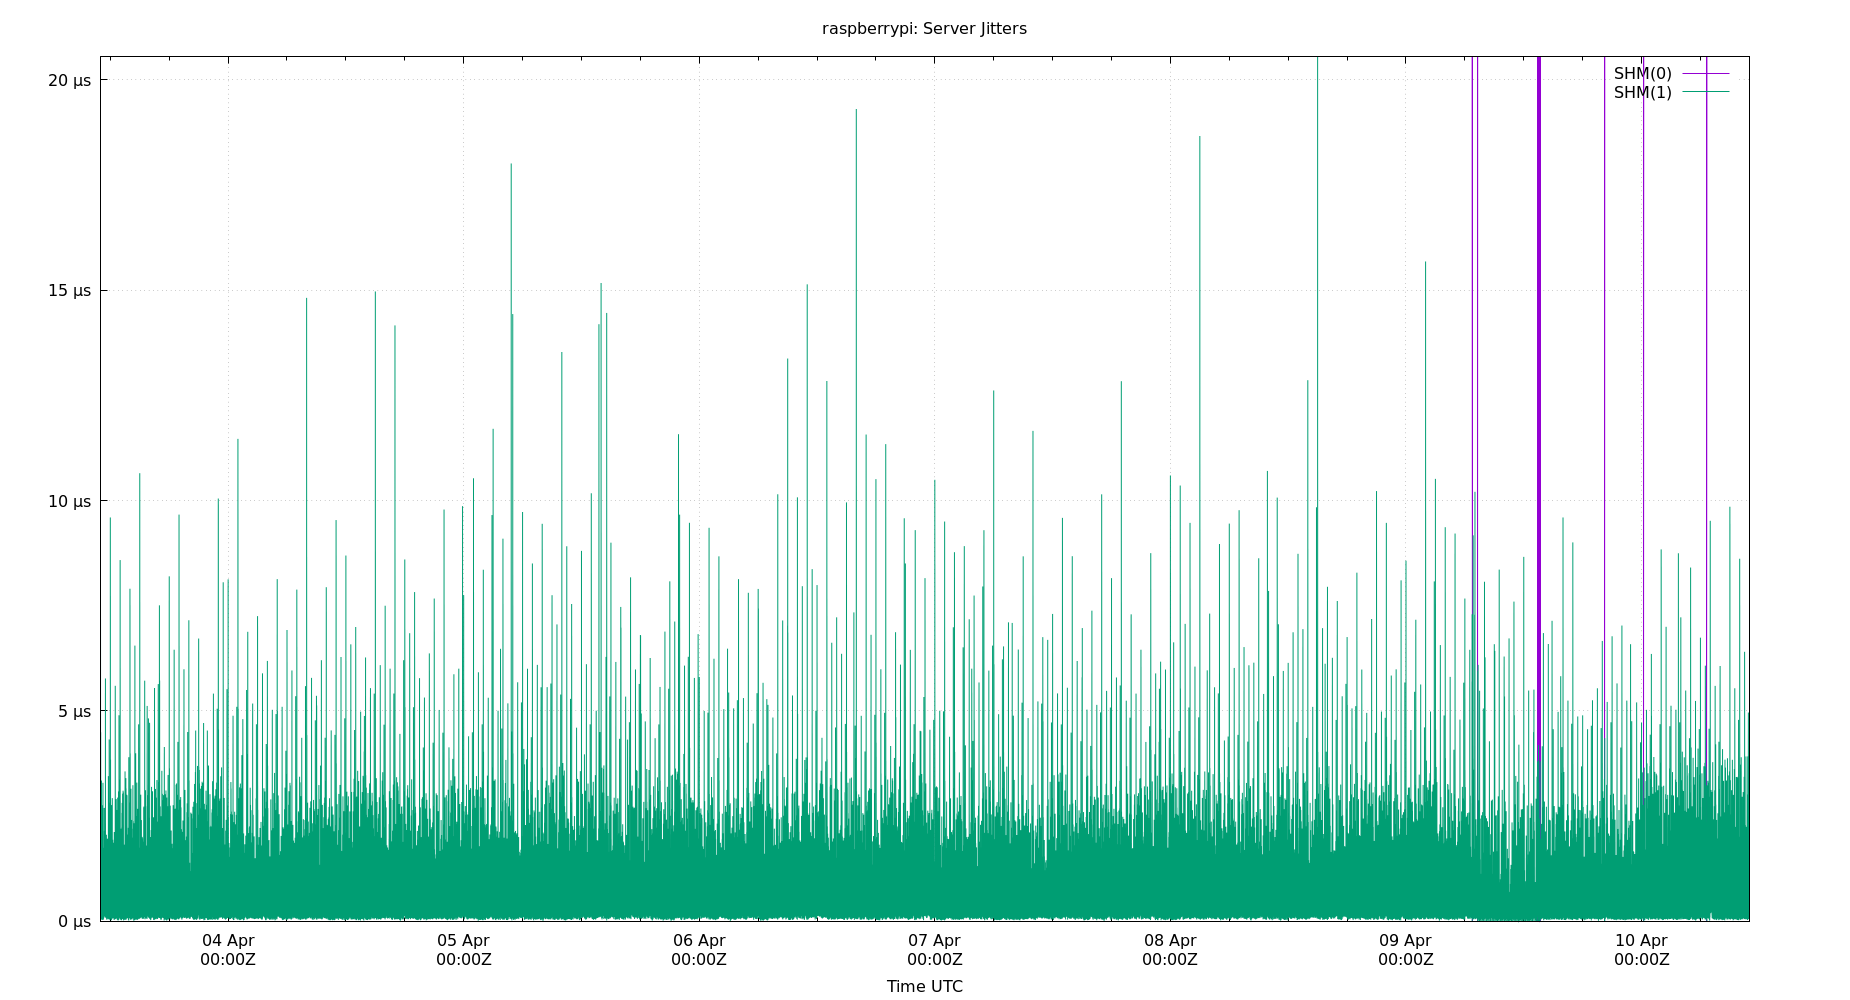 raspberrypi: Server Jitters
SHM(0)
SHM(1)
20 µs
15 µs
10 µs
5 µs
0 µs
04 Apr 05 Apr 06 Apr 07 Apr 08 Apr 09 Apr 10 Apr
00:00Z 00:00Z 00:00Z 00:00Z 00:00Z 00:00Z 00:00Z
Time UTC